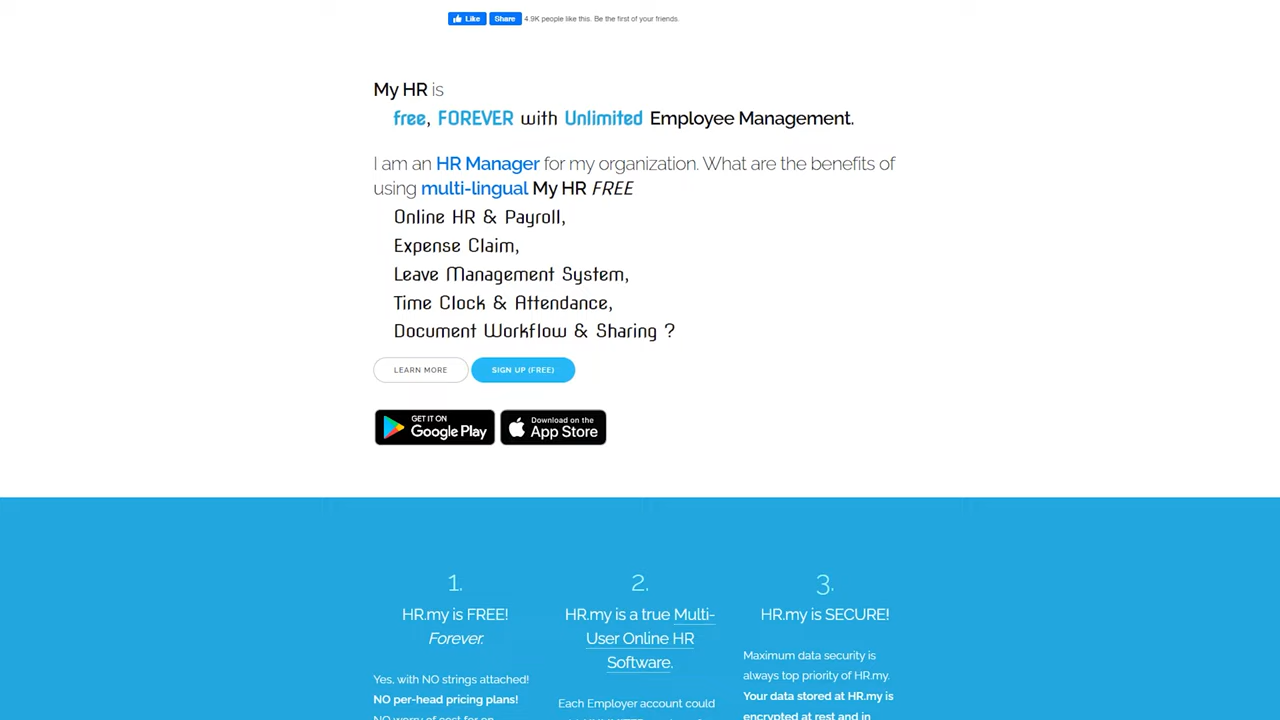 Like Share 4.9K people like this. Be the first of your friends.
My HR is
free, FOREVER with Unlimited Employee Management.
I am an HR Manager for my organization. What are the benefits of
using multi-lingual My HR FREE
Online HR & Payroll,
Expense Claim,
Leave Management System,
Time Clock & Attendance,
Document Workflow & Sharing ?
LEARN MORE SIGN UP (FREE)
GET IT ON Google Play
Download on the App Store
1.
HR.my is FREE!
Forever.
Yes, with NO strings attached!
NO per-head pricing plans!
2.
HR.my is a true Multi-
User Online HR
Software.
Each Employer account could
3.
HR.my is SECURE!
Maximum data security is
always top priority of HR.my.
Your data stored at HR.my is
encrypted at rest and in